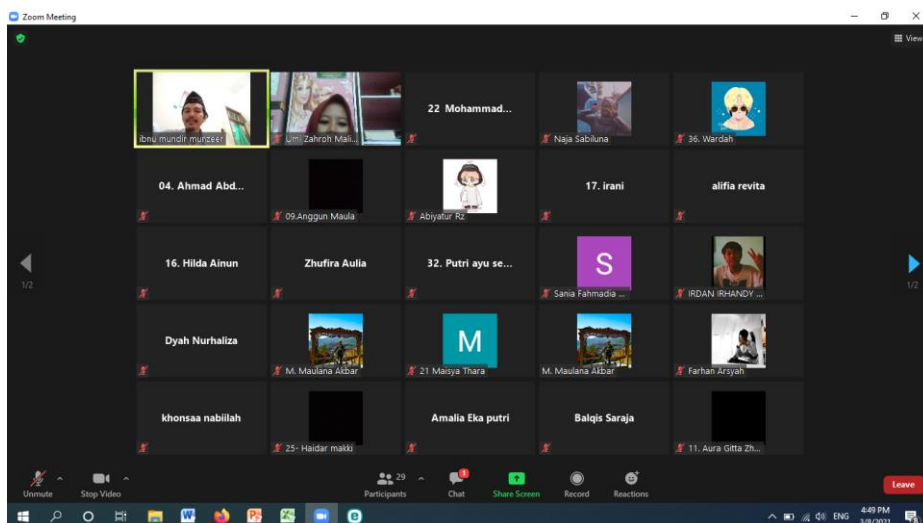 Zoom Meeting
View
ibnu mundir munzeer
Umi Zahroh Mali...
22 Mohammad...
Naja Sabiluna
36. Wardah
04. Ahmad Abd...
09.Anggun Maula
Abiyatur Rz
17. irani
alifia revita
16. Hilda Ainun
Zhufira Aulia
32. Putri ayu se...
S
Sania Fahmadia ...
IRDAN IRHANDY ...
1/2
1/2
Dyah Nurhaliza
M. Maulana Akbar
M
21 Maisya Thara
M. Maulana Akbar
Farhan Arsyah
khonsaa nabiilah
25- Haidar makki
Amalia Eka putri
Balqis Saraja
11. Aura Gitta Zh...
Unmute
Stop Video
29
Participants
1
Chat
Share Screen
Record
Reactions
Leave
ENG
4:49 PM
3/8/2021